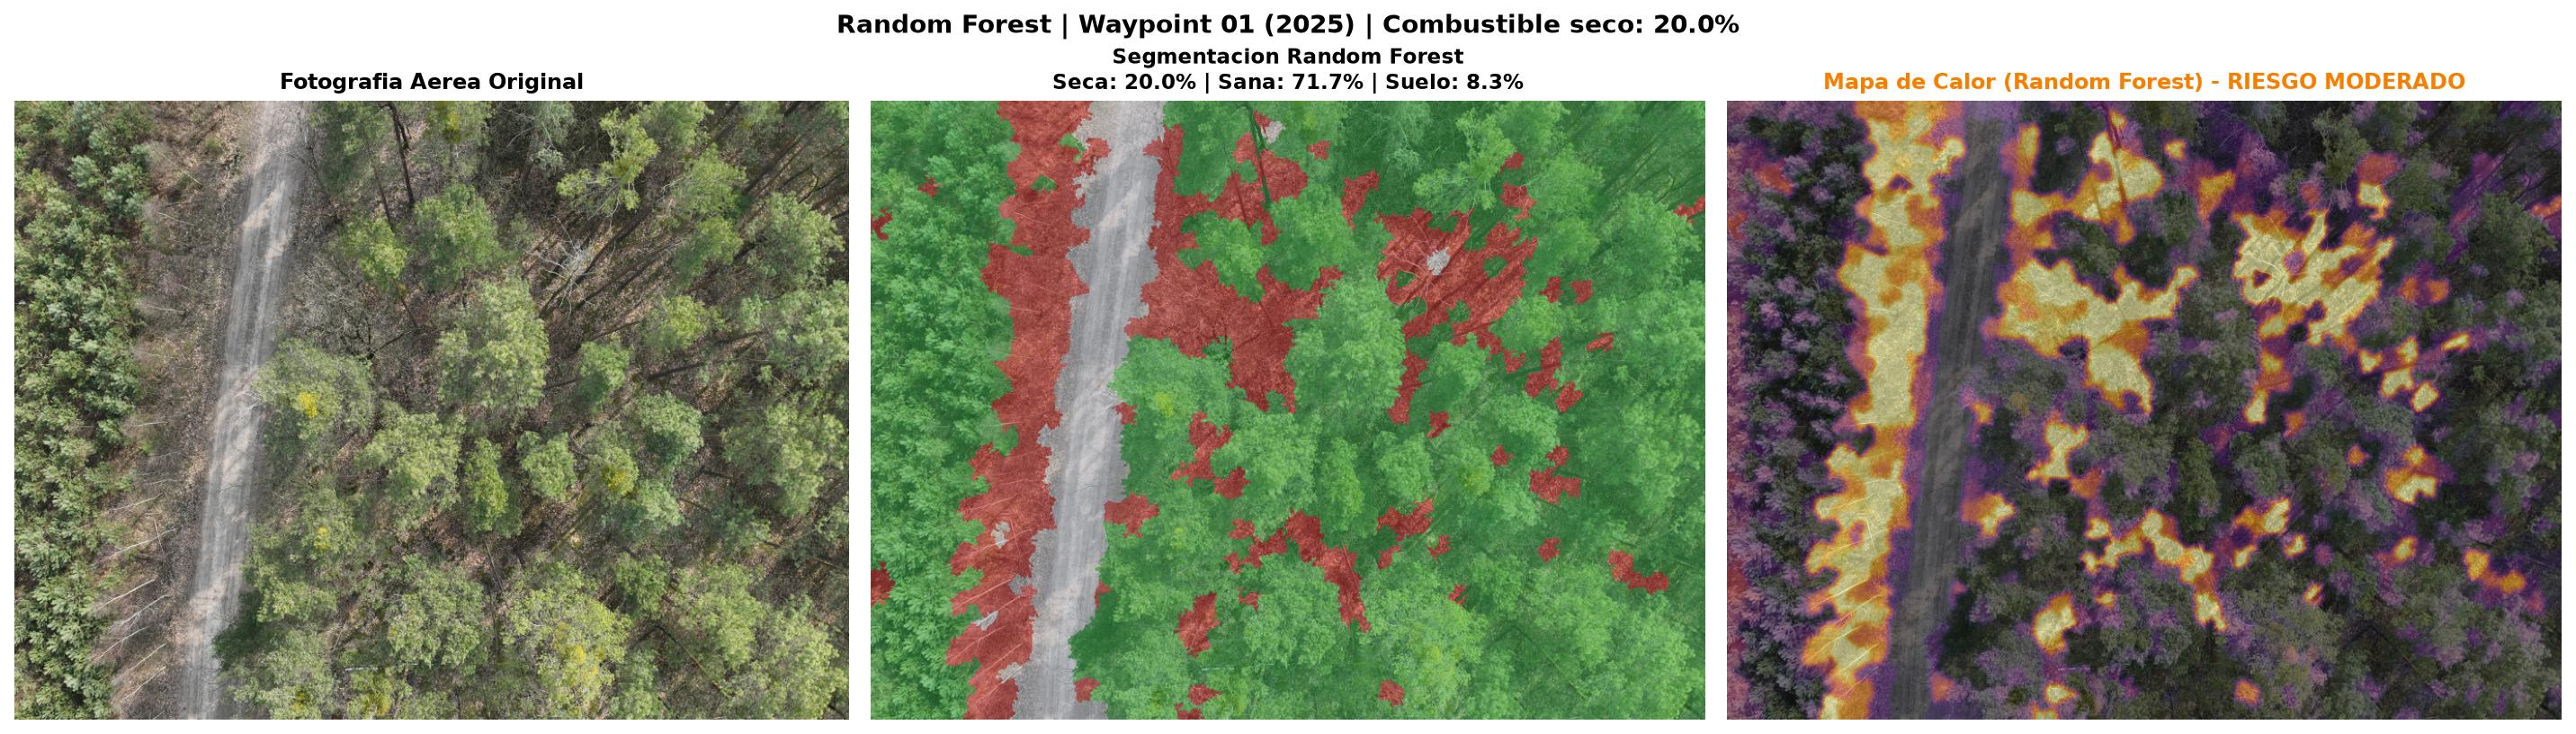 Random Forest | Waypoint 01 (2025) | Combustible seco: 20.0%
Fotografia Aerea Original
Segmentacion Random Forest
Seca: 20.0% | Sana: 71.7% | Suelo: 8.3%
Mapa de Calor (Random Forest) - RIESGO MODERADO